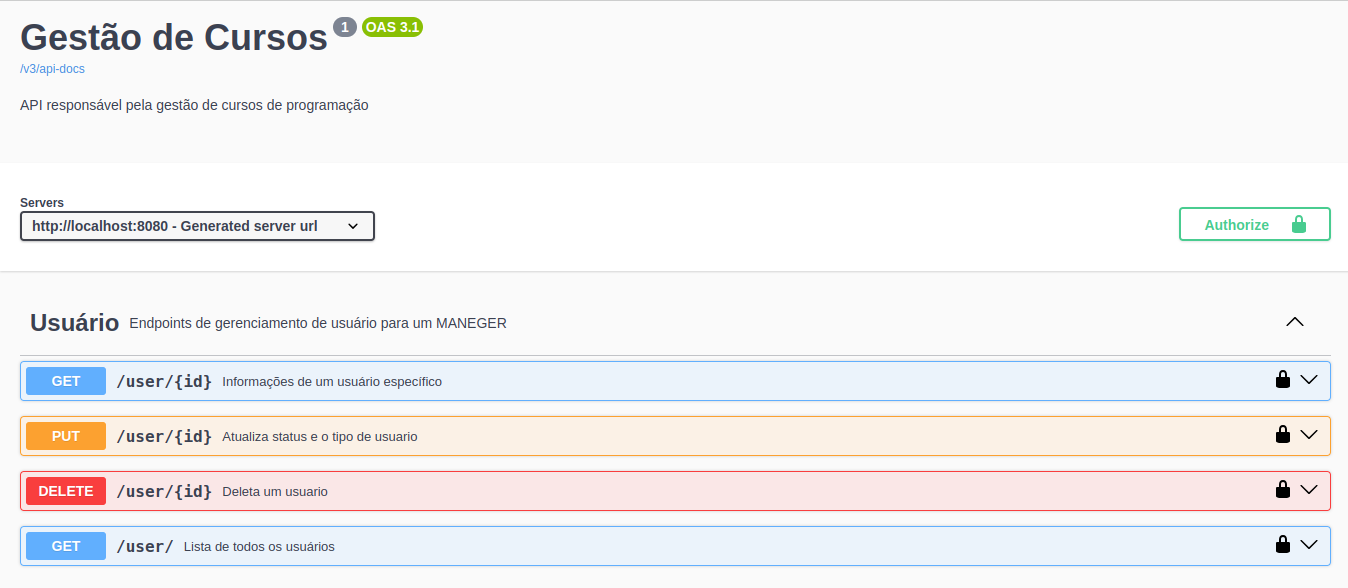 Gestão de Cursos 1 OAS 3.1
/v3/api-docs
API responsável pela gestão de cursos de programação
Servers
http://localhost:8080 - Generated server url
Authorize
Usuário Endpoints de gerenciamento de usuário para um MANEGER
GET /user/{id} Informações de um usuário específico
PUT /user/{id} Atualiza status e o tipo de usuario
DELETE /user/{id} Deleta um usuario
GET /user/ Lista de todos os usuários